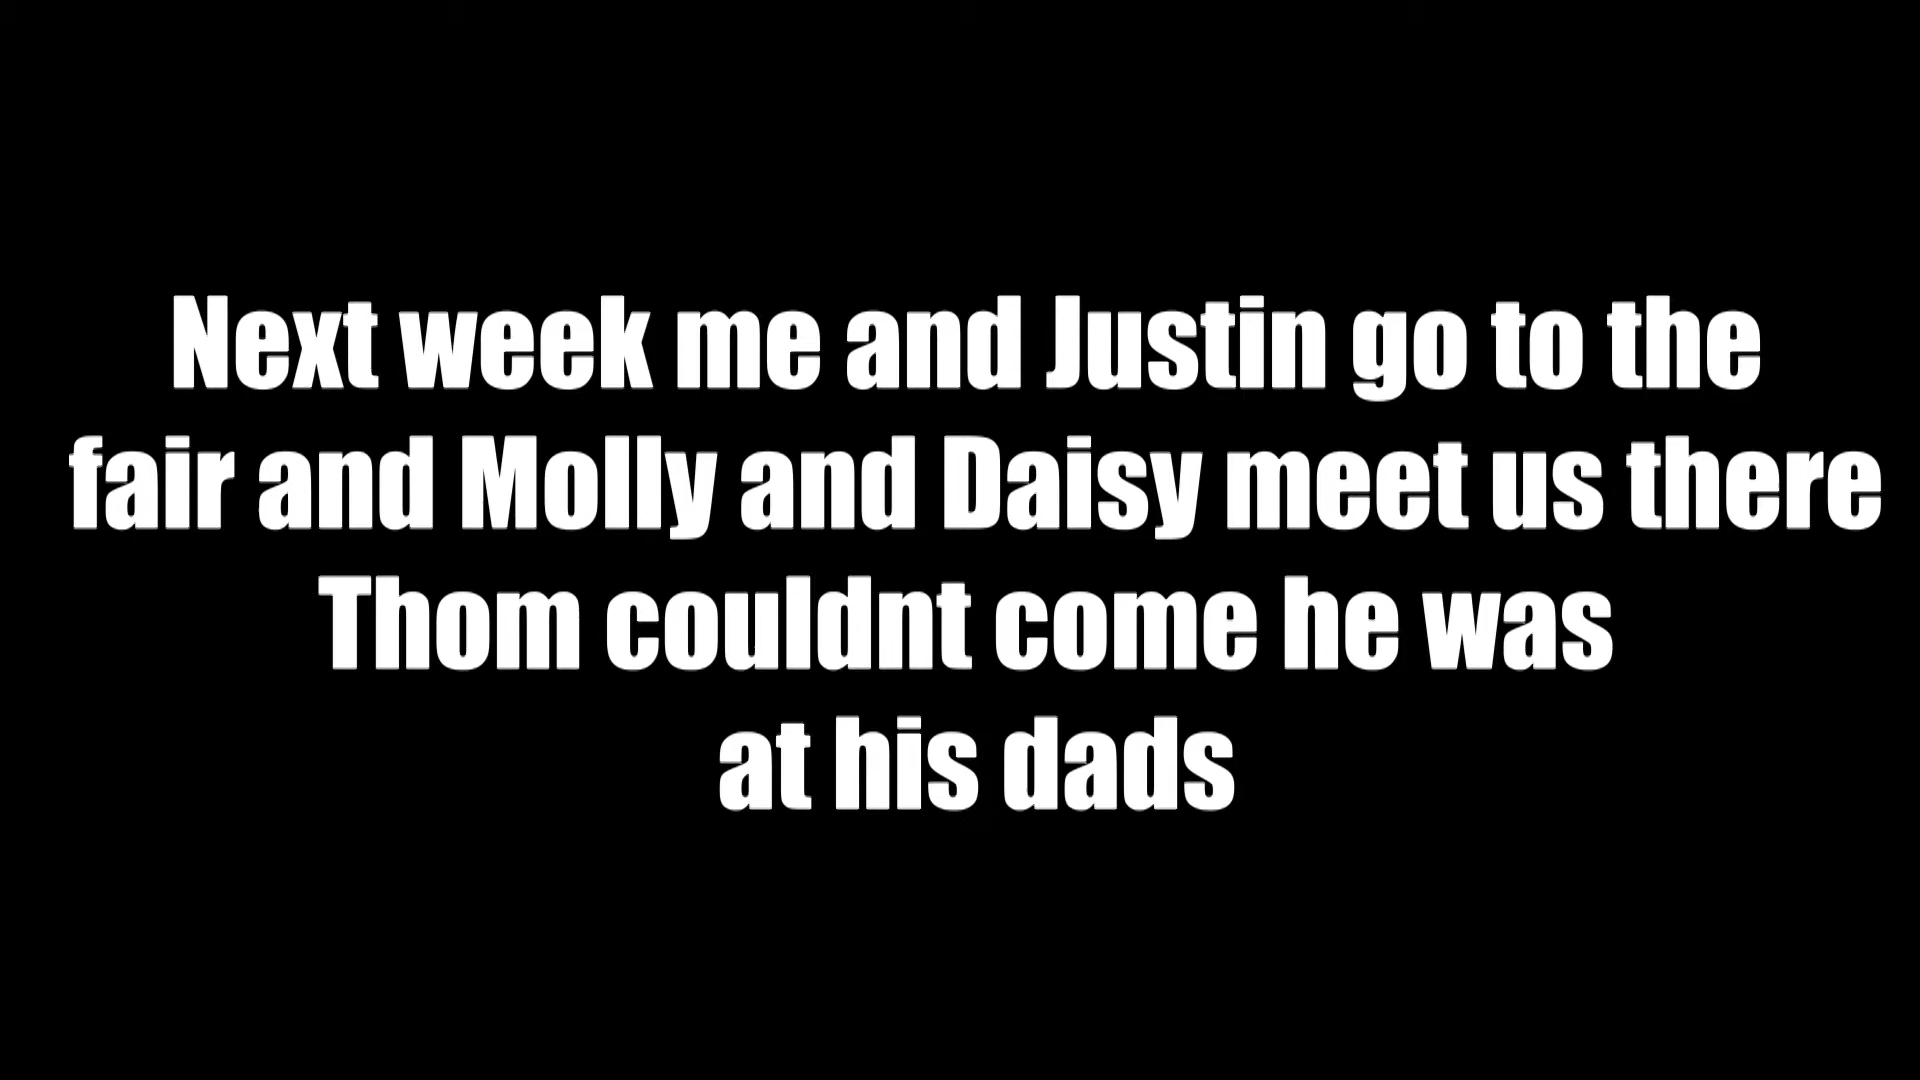 Next week me and Justin go to the
fair and Molly and Daisy meet us there
Thom couldnt come he was
at his dads